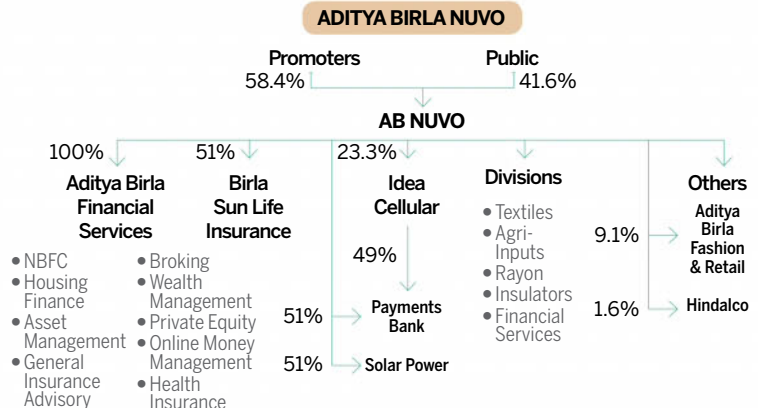 ADITYA BIRLA NUVO
Promoters
58.4%
Public
41.6%
AB NUVO
100%
Aditya Birla
Financial
Services
51%
Birla
Sun Life
Insurance
23.3%
Idea
Cellular
Divisions
Others
• NBFC
• Housing
Finance
• Asset
Management
• General
Insurance
Advisory
• Broking
• Wealth
Management
• Private Equity
• Online Money
Management
• Health
Insurance
49%
51%
Payments
Bank
51%
Solar Power
• Textiles
• Agri-
Inputs
• Rayon
• Insulators
• Financial
Services
9.1%
Aditya
Birla
Fashion
& Retail
1.6%
Hindalco